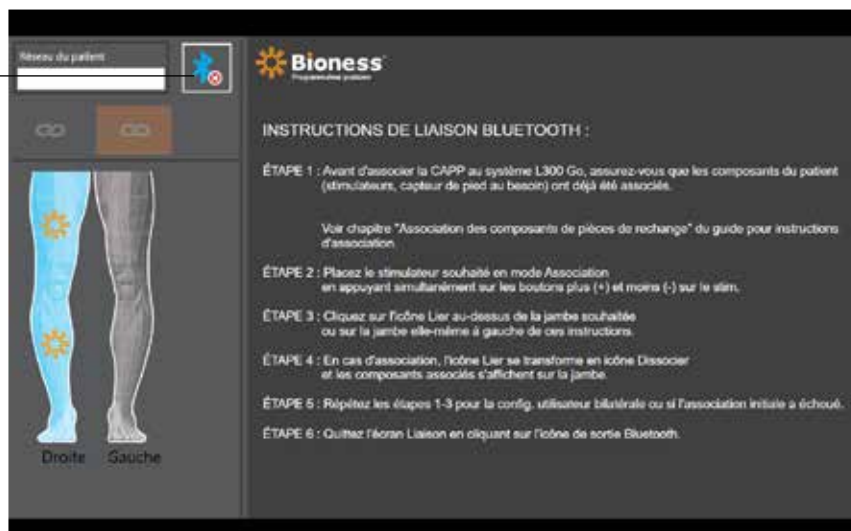 Réseau du patient
Bioness
INSTRUCTIONS DE LIAISON BLUETOOTH :
ÉTAPE 1 : Avant d'associer la CAPP au système L300 Go, assurez-vous que les composants du patient
(stimulateurs, capteur de pied au besoin) ont déjà été associés.
Voir chapitre "Association des composants de pièces de rechange" du guide pour instructions
d'association.
ÉTAPE 2 : Placez le stimulateur souhaité en mode Association
en appuyant simultanément sur les boutons plus (+) et moins (-) sur le stim.
ÉTAPE 3 : Cliquez sur l'icône Lier au-dessus de la jambe souhaitée
ou sur la jambe elle-même à gauche de ces instructions.
ÉTAPE 4 : En cas d'association, l'icône Lier se transforme en icône Dissocier
et les composants associés s'affichent sur la jambe.
ÉTAPE 5 : Répétez les étapes 1-3 pour la config. utilisateur bilatérale ou si l'association initiale a échoué.
ÉTAPE 6 : Quittez l'écran Liaison en cliquant sur l'icône de sortie Bluetooth.
Droite Gauche